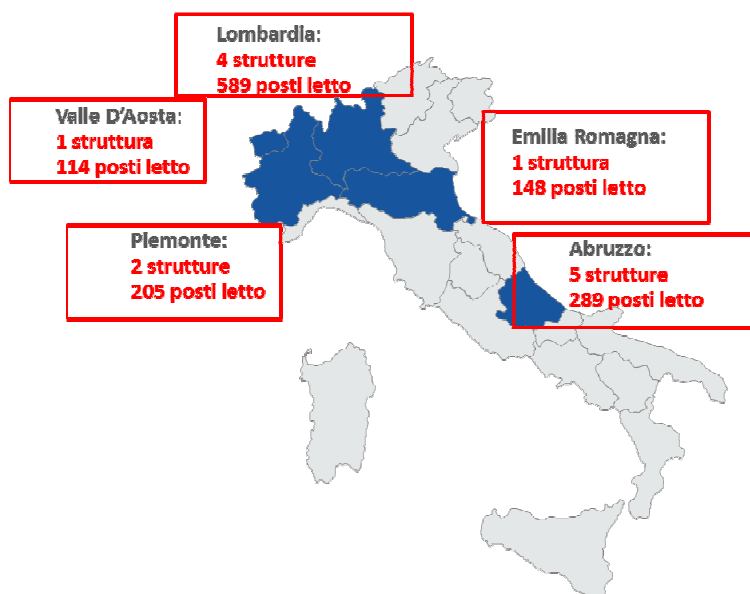 Lombardia:
4 strutture
589 posti letto
Valle D'Aosta:
1 struttura
114 posti letto
Emilia Romagna:
1 struttura
148 posti letto
Piemonte:
2 strutture
205 posti letto
Abruzzo:
5 strutture
289 posti letto